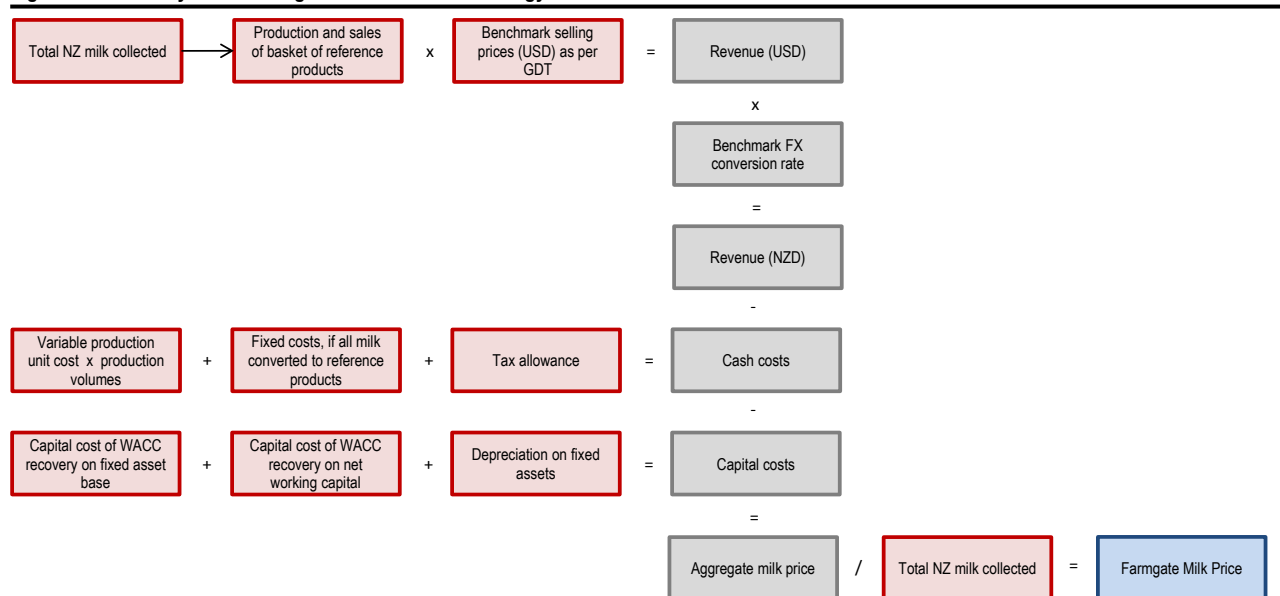 Total NZ milk collected
Production and sales
of basket of reference
products
x
Benchmark selling
prices (USD) as per
GDT
=
Revenue (USD)
x
Benchmark FX
conversion rate
=
Revenue (NZD)
-
Variable production
unit cost x production
volumes
+
Fixed costs, if all milk
converted to reference
products
+
Tax allowance
=
Cash costs
-
Capital cost of WACC
recovery on fixed asset
base
+
Capital cost of WACC
recovery on net
working capital
+
Depreciation on fixed
assets
=
Capital costs
=
Aggregate milk price
/
Total NZ milk collected
=
Farmgate Milk Price